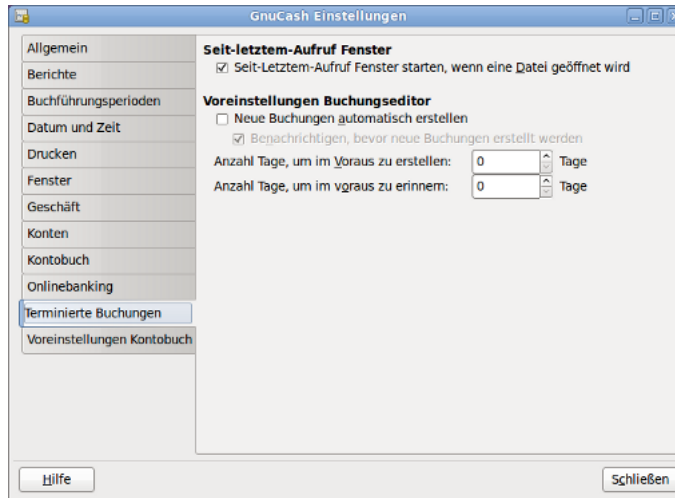 GnuCash Einstellungen
Allgemein
Berichte
Buchführungsperioden
Datum und Zeit
Drucken
Fenster
Geschäft
Konten
Kontobuch
Onlinebanking
Terminierte Buchungen
Voreinstellungen Kontobuch
Seit-letztem-Aufruf Fenster
Seit-Letztem-Aufruf Fenster starten, wenn eine Datei geöffnet wird
Voreinstellungen Buchungseditor
Neue Buchungen automatisch erstellen
Benachrichtigen, bevor neue Buchungen erstellt werden
Anzahl Tage, um im Voraus zu erstellen: 0 Tage
Anzahl Tage, um im voraus zu erinnern: 0 Tage
Hilfe
Schließen